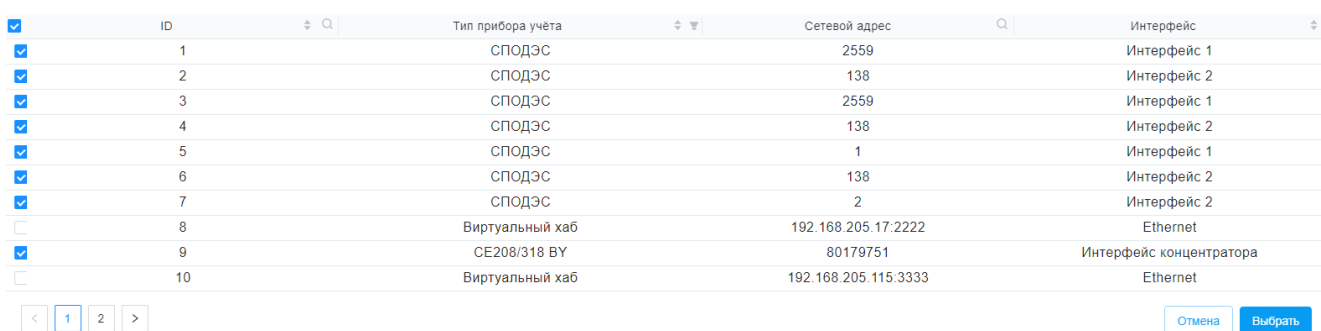 ID Тип прибора учёта Сетевой адрес Интерфейс
1 СПОДЭС 2559 Интерфейс 1
2 СПОДЭС 138 Интерфейс 2
3 СПОДЭС 2559 Интерфейс 1
4 СПОДЭС 138 Интерфейс 2
5 СПОДЭС 1 Интерфейс 1
6 СПОДЭС 138 Интерфейс 2
7 СПОДЭС 2 Интерфейс 2
8 Виртуальный хаб 192.168.205.17:2222 Ethernet
9 CE208/318 BY 80179751 Интерфейс концентратора
10 Виртуальный хаб 192.168.205.115:3333 Ethernet
< 1 2 > Отмена Выбрать